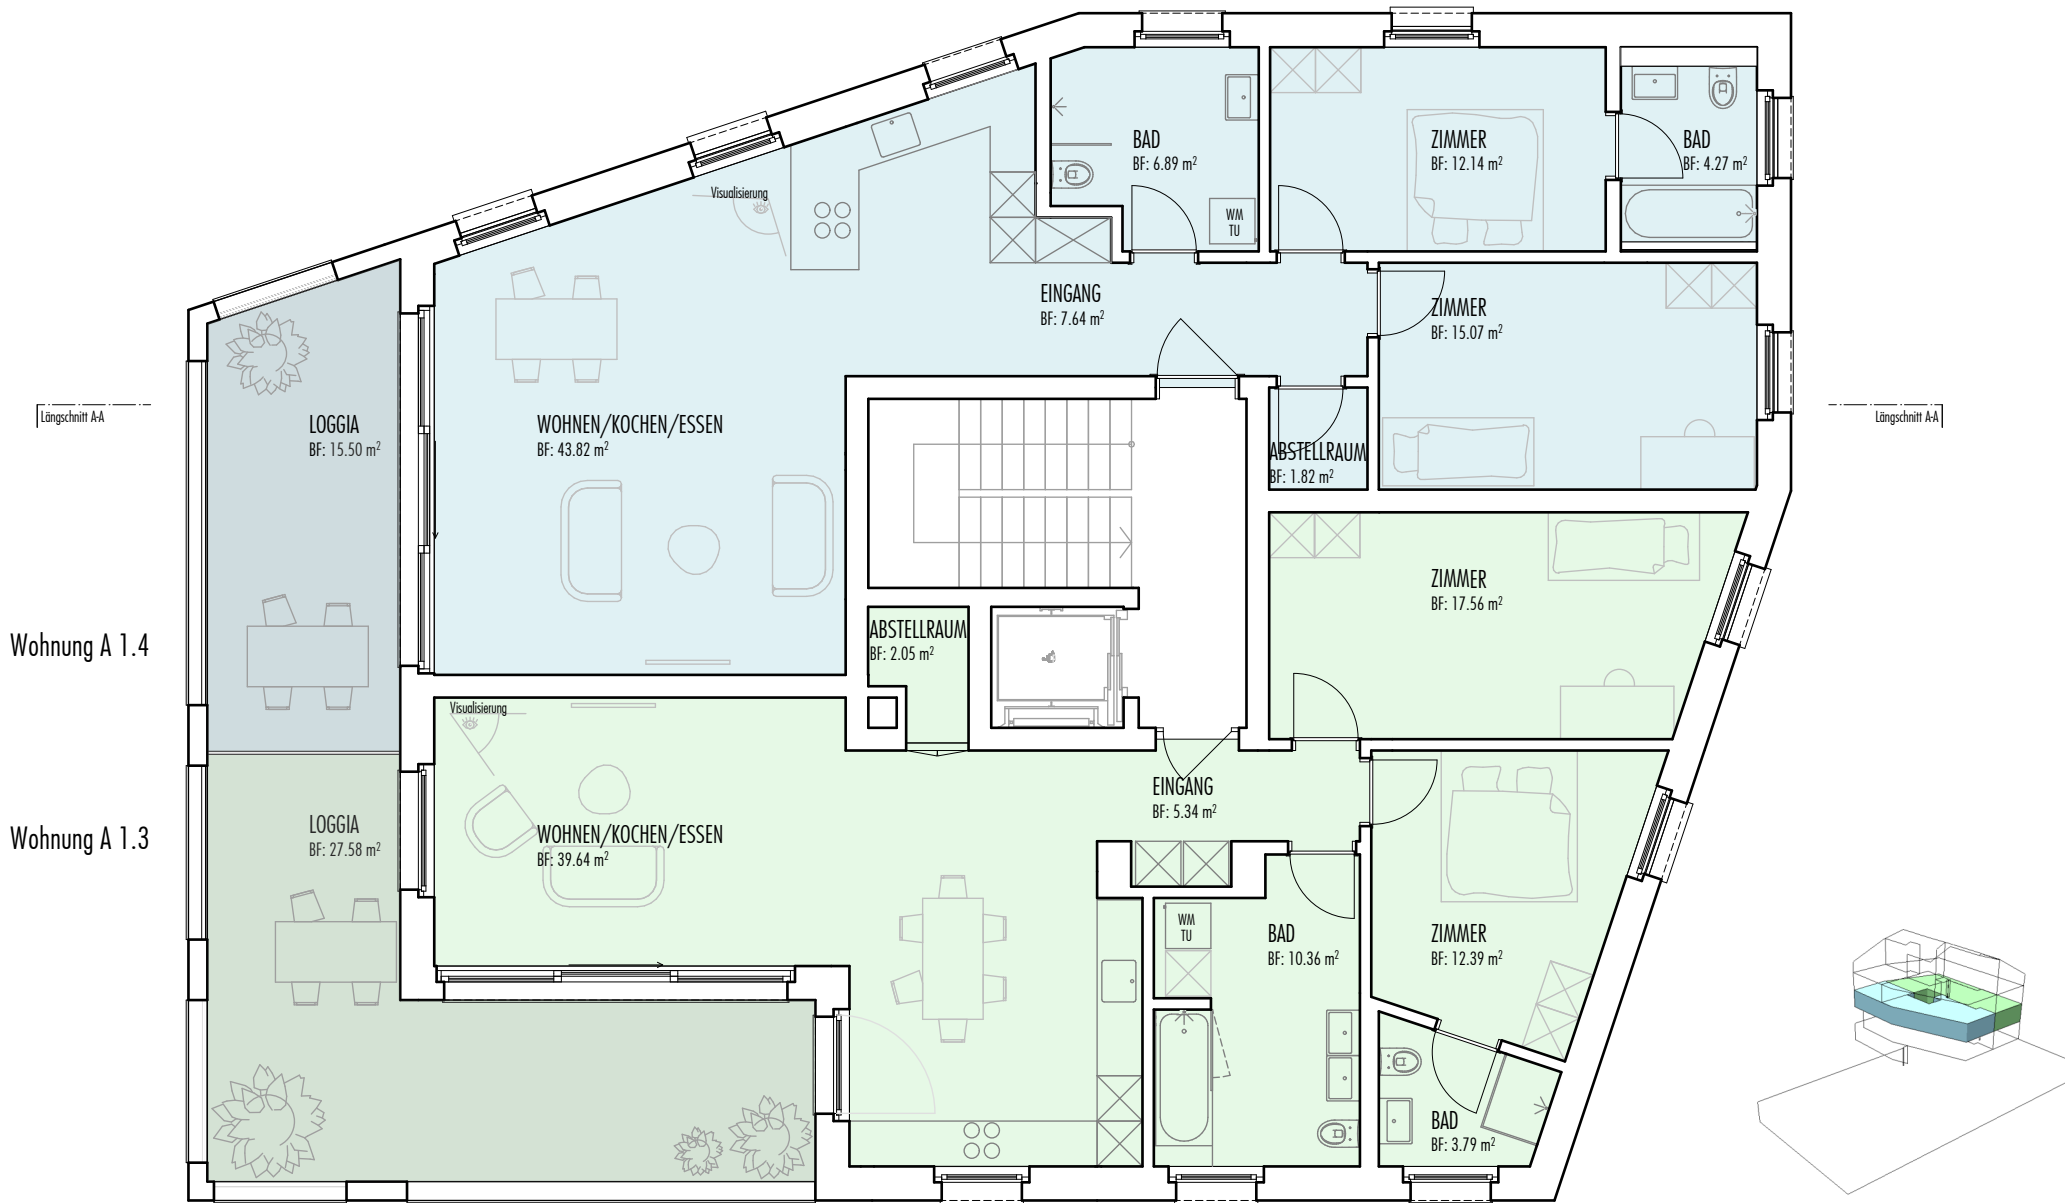 BAD
BF: 6.89 m²
WM
TU
ZIMMER
BF: 12.14 m²
BAD
BF: 4.27 m²
Visualisierung
EINGANG
BF: 7.64 m²
ZIMMER
BF: 15.07 m²
Längschnitt A-A
LOGGIA
BF: 15.50 m²
WOHNEN/KOCHEN/ESSEN
BF: 43.82 m²
ABSTELLRAUM
BF: 1.82 m²
Längschnitt A-A
Wohnung A 1.4
ABSTELLRAUM
BF: 2.05 m²
ZIMMER
BF: 17.56 m²
Visualisierung
EINGANG
BF: 5.34 m²
Wohnung A 1.3
LOGGIA
BF: 27.58 m²
WOHNEN/KOCHEN/ESSEN
BF: 39.64 m²
WM
TU
BAD
BF: 10.36 m²
ZIMMER
BF: 12.39 m²
BAD
BF: 3.79 m²